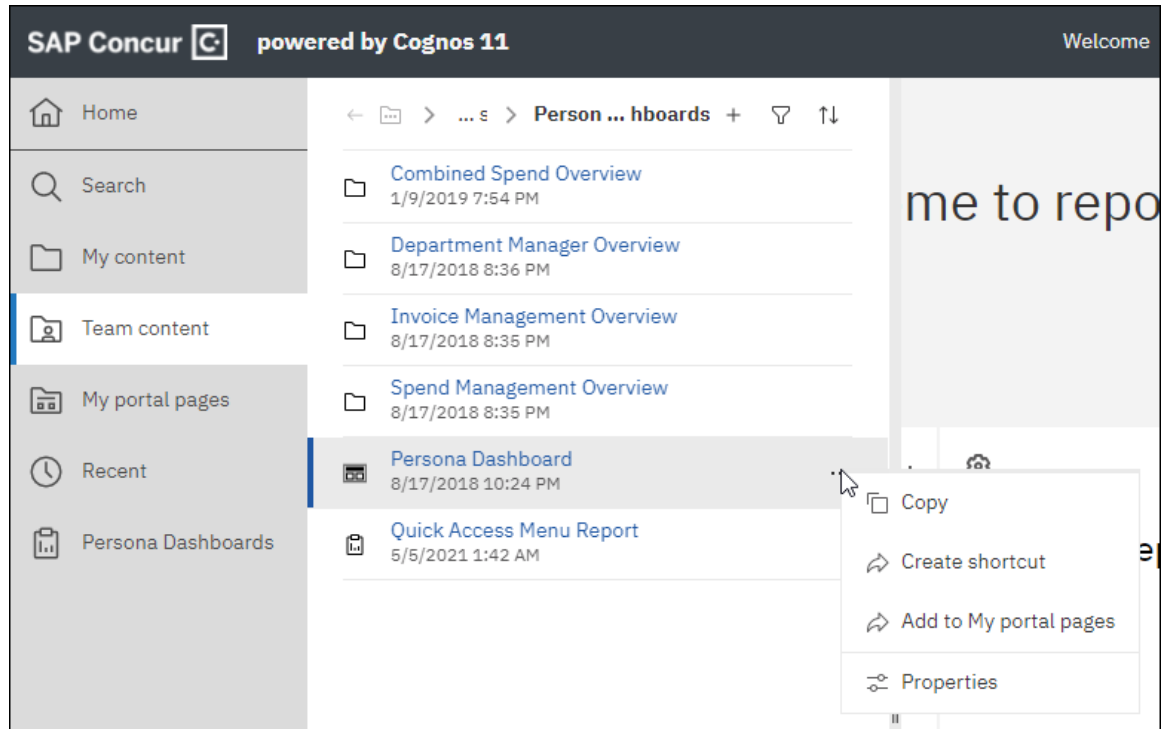 SAP Concur C powered by Cognos 11
Welcome
Home
Search
My content
Team content
My portal pages
Recent
Persona Dashboards
... s > Person ... hboards +
Combined Spend Overview
1/9/2019 7:54 PM
Department Manager Overview
8/17/2018 8:36 PM
Invoice Management Overview
8/17/2018 8:35 PM
Spend Management Overview
8/17/2018 8:35 PM
Persona Dashboard
8/17/2018 10:24 PM
Quick Access Menu Report
5/5/2021 1:42 AM
me to repo
Copy
Create shortcut
Add to My portal pages
Properties